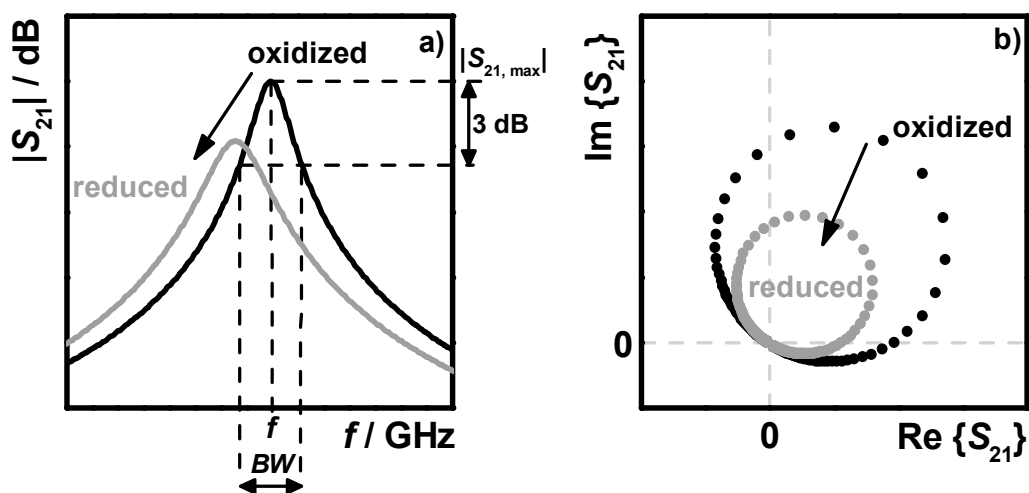 a)
|S21| / dB
oxidized
|S21, max|
3 dB
reduced
f
f / GHz
BW
b)
Im {S21}
oxidized
reduced
0
0
Re {S21}